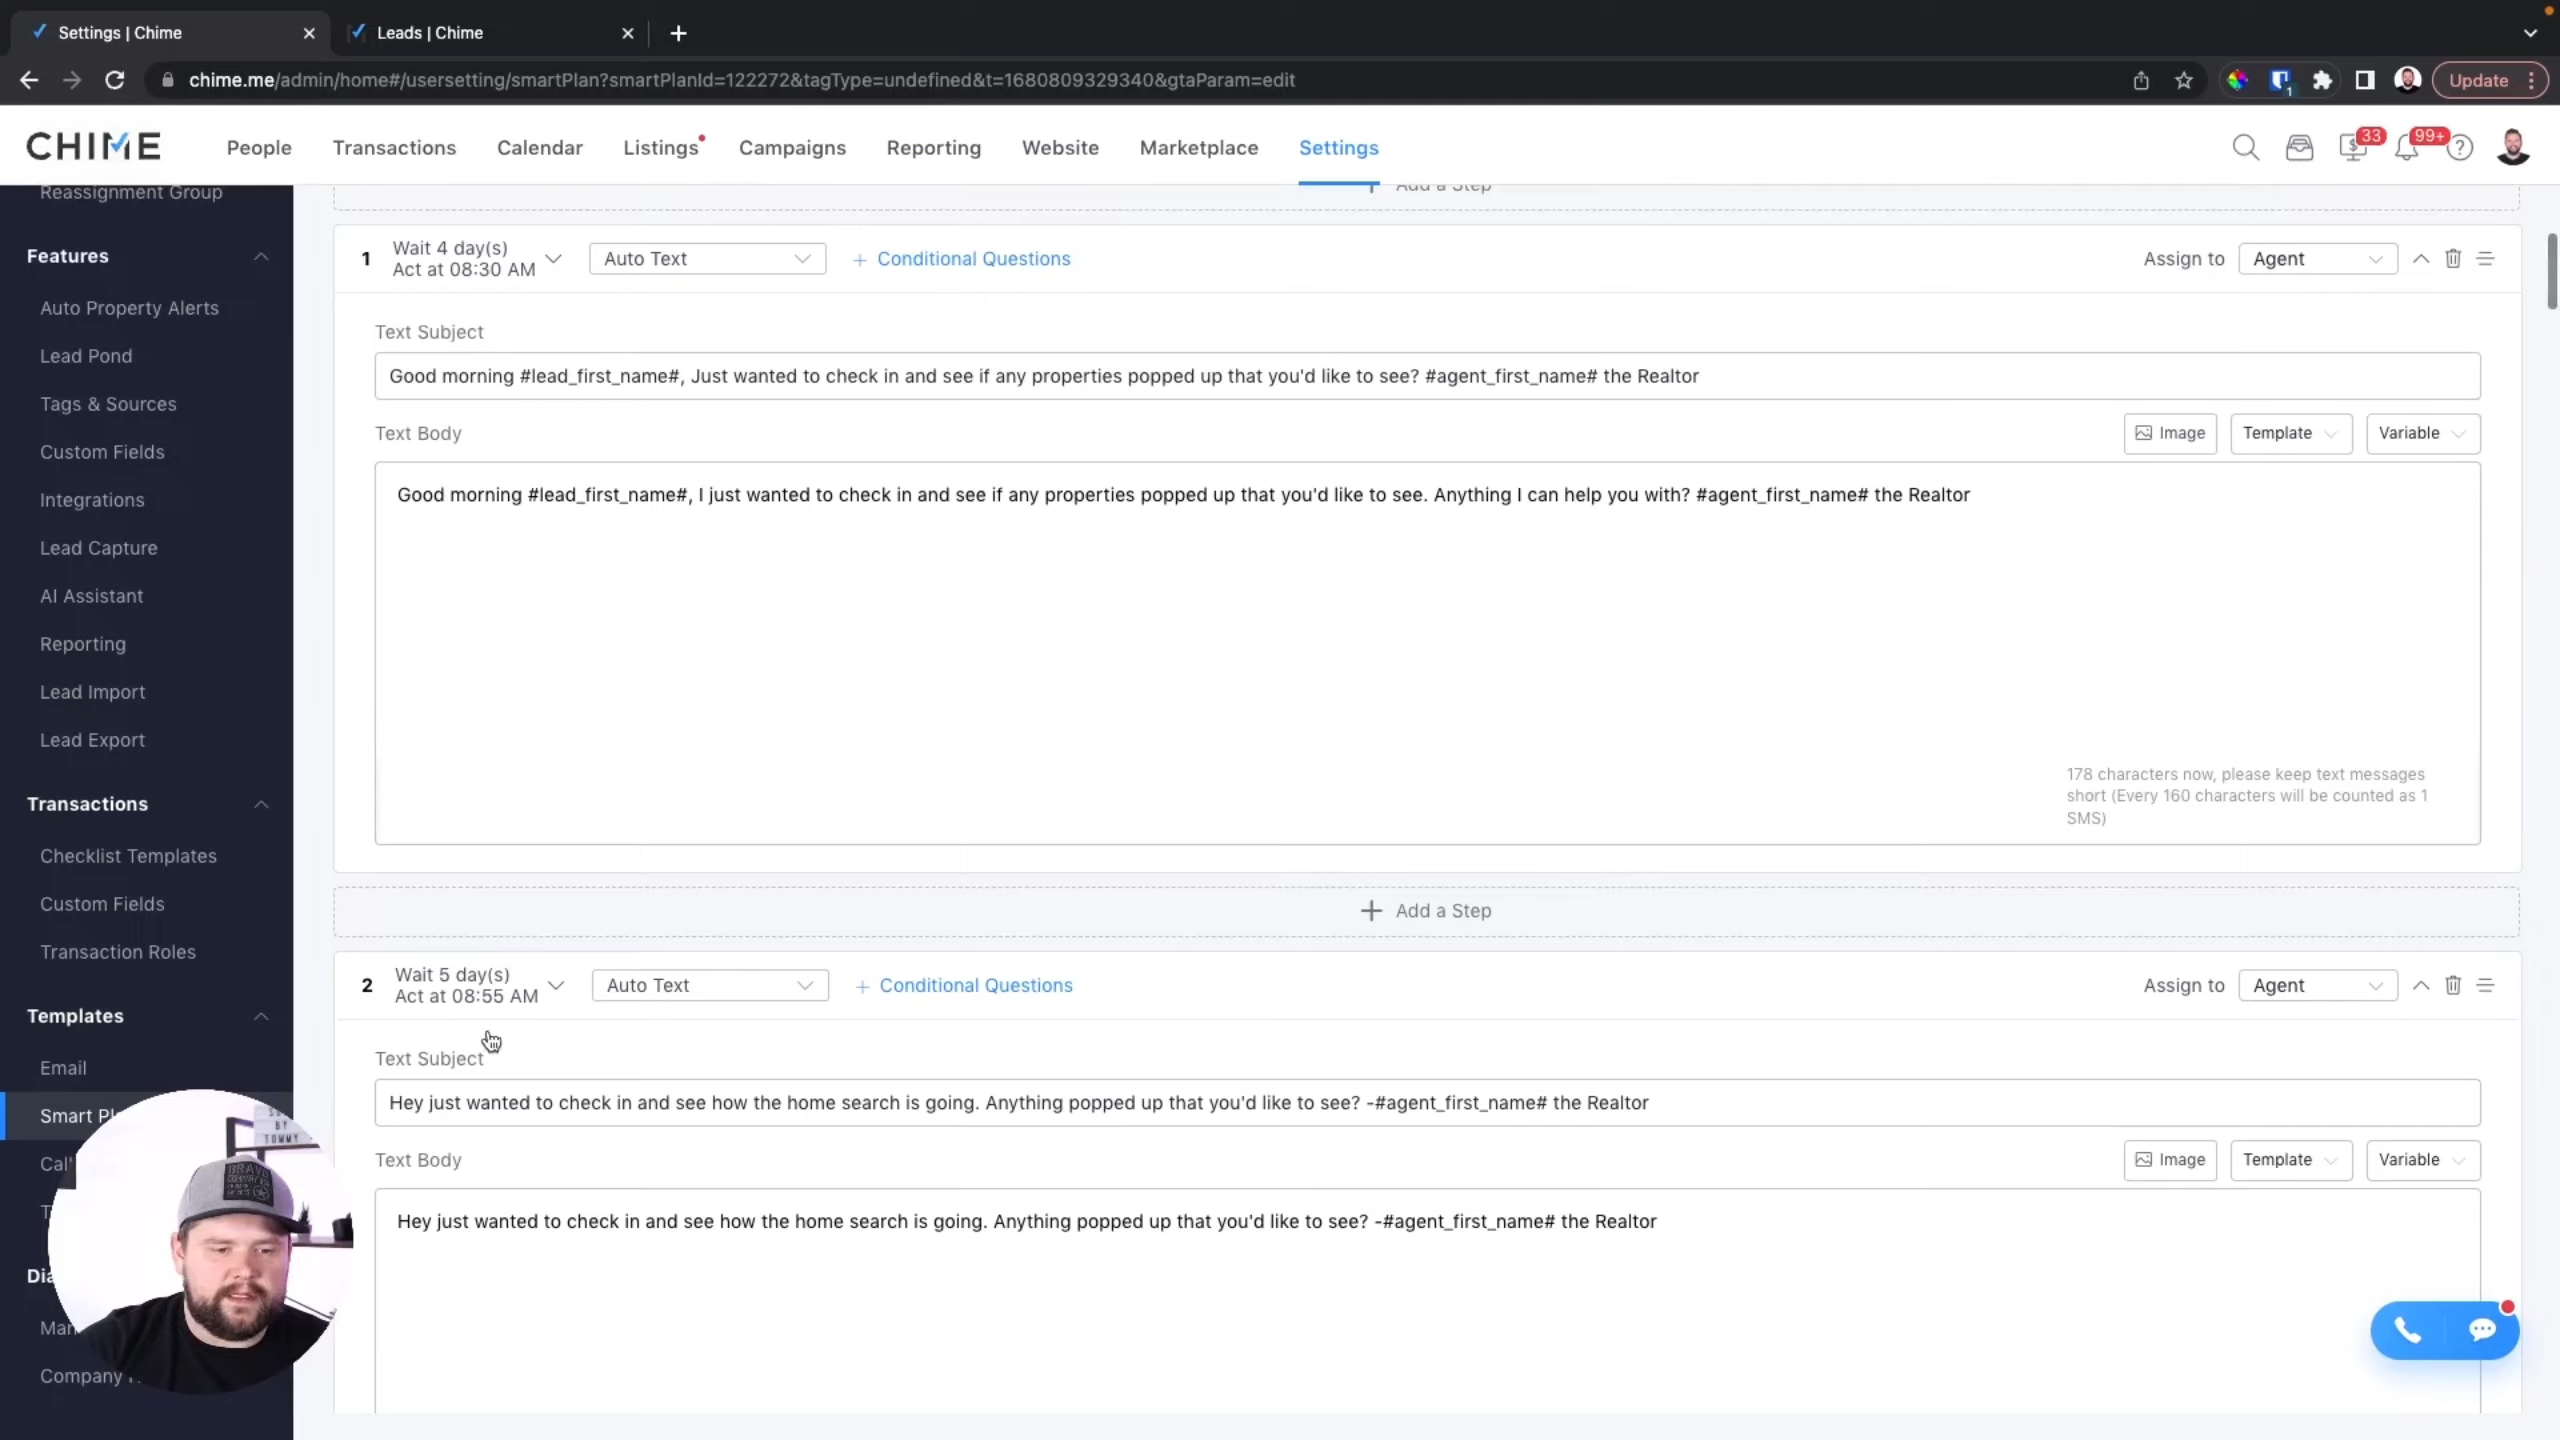 Settings | Chime
Leads | Chime
chime.me/admin/home#/usersetting/smartPlan?smartPlanId=122272&tagType=undefined&t=1680809329340&gtaParam=edit
1
Update
CHIME
People
Transactions
Calendar
Listings
Campaigns
Reporting
Website
Marketplace
Settings
33
99+
Reassignment Group
Features
Auto Property Alerts
Lead Pond
Tags & Sources
Custom Fields
Integrations
Lead Capture
AI Assistant
Reporting
Lead Import
Lead Export
Transactions
Checklist Templates
Custom Fields
Transaction Roles
Templates
Email
Smart
Company
Add a Step
1
Wait 4 day(s)
Act at 08:30 AM
Auto Text
+ Conditional Questions
Assign to
Agent
Text Subject
Good morning #lead_first_name#, Just wanted to check in and see if any properties popped up that you'd like to see? #agent_first_name# the Realtor
Text Body
Image
Template
Variable
Good morning #lead_first_name#, I just wanted to check in and see if any properties popped up that you'd like to see. Anything I can help you with? #agent_first_name# the Realtor
178 characters now, please keep text messages
short (Every 160 characters will be counted as 1
SMS)
+ Add a Step
2
Wait 5 day(s)
Act at 08:55 AM
Auto Text
+ Conditional Questions
Assign to
Agent
Text Subject
Hey just wanted to check in and see how the home search is going. Anything popped up that you'd like to see? -#agent_first_name# the Realtor
Text Body
Image
Template
Variable
Hey just wanted to check in and see how the home search is going. Anything popped up that you'd like to see? -#agent_first_name# the Realtor
BY
TOMMY